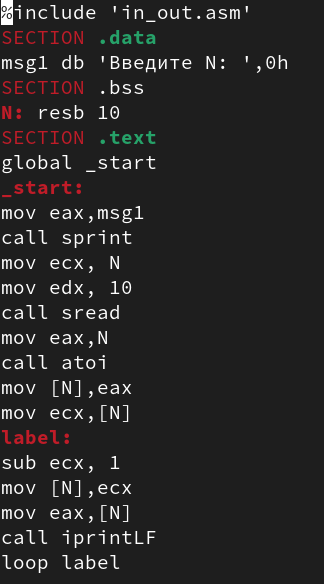 %include 'in_out.asm'
SECTION .data
msg1 db 'Введите N: ',0h
SECTION .bss
N: resb 10
SECTION .text
global _start
_start:
mov eax,msg1
call sprint
mov ecx, N
mov edx, 10
call sread
mov eax,N
call atoi
mov [N],eax
mov ecx,[N]
label:
sub ecx, 1
mov [N],ecx
mov eax,[N]
call iprintLF
loop label